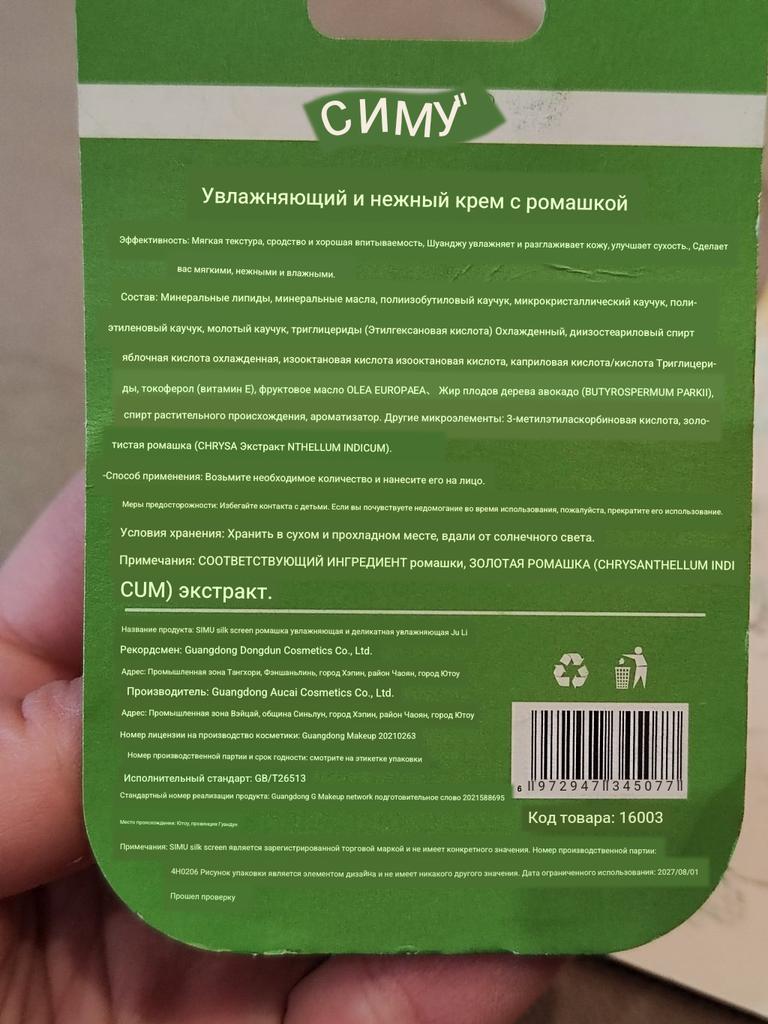 СИМУ"
Увлажняющий и нежный крем с ромашкой
Эффективность: Мягкая текстура, сродство и хорошая впитываемость, Шуанджу увлажняет и разглаживает кожу, улучшает сухость., Сделает
вас мягкими, нежными и влажными.
Состав: Минеральные липиды, минеральные масла, полиизобутиловый каучук, микрокристаллический каучук, поли-
этиленовый каучук, молотый каучук, триглицериды (Этилгексановая кислота) Охлажденный, диизостеариловый спирт
яблочная кислота охлажденная, изооктановая кислота изооктановая кислота, каприловая кислота/кислота Триглицери-
ды, токоферол (витамин Е), фруктовое масло OLEA EUROPAEA、 Жир плодов дерева авокадо (BUTYROSPERMUM PARKII),
спирт растительного происхождения, ароматизатор. Другие микроэлементы: 3-метилэтиласкорбиновая кислота, золо-
тистая ромашка (CHRYSA Экстракт NTHELLUM INDICUM).
-Способ применения: Возьмите необходимое количество и нанесите его на лицо.
Меры предосторожности: Избегайте контакта с детьми. Если вы почувствуете недомогание во время использования, пожалуйста, прекратите его использование.
Условия хранения: Хранить в сухом и прохладном месте, вдали от солнечного света.
Примечания: СООТВЕТСТВУЮЩИЙ ИНГРЕДИЕНТ ромашки, ЗОЛОТАЯ РОМАШКА (CHRYSANTHELLUM INDI
CUM) экстракт.
Название продукта: SIMU silk screen ромашка увлажняющая и деликатная увлажняющая Ju Li
Рекордсмен: Guangdong Dongdun Cosmetics Co., Ltd.
Адрес: Промышленная зона Тангхори, Фэншаньлинь, город Хэпин, район Чаоян, город Ютоу
Производитель: Guangdong Aucai Cosmetics Co., Ltd.
Адрес: Промышленная зона Вэйцай, община Синьлун, город Хэпин, район Чаоян, город Ютоу
Номер лицензии на производство косметики: Guangdong Makeup 20210263
Номер производственной партии и срок годности: смотрите на этикетке упаковки
Исполнительный стандарт: GB/T26513
Стандартный номер реализации продукта: Guangdong G Makeup network подготовительное слово 2021588695
6 972947 345077
Код товара: 16003
Место происхождения: Ютоу, провинция Гуандун
Примечания: SIMU silk screen является зарегистрированной торговой маркой и не имеет конкретного значения. Номер производственной партии:
4H0206 Рисунок упаковки является элементом дизайна и не имеет никакого другого значения. Дата ограниченного использования: 2027/08/01
Прошел проверку